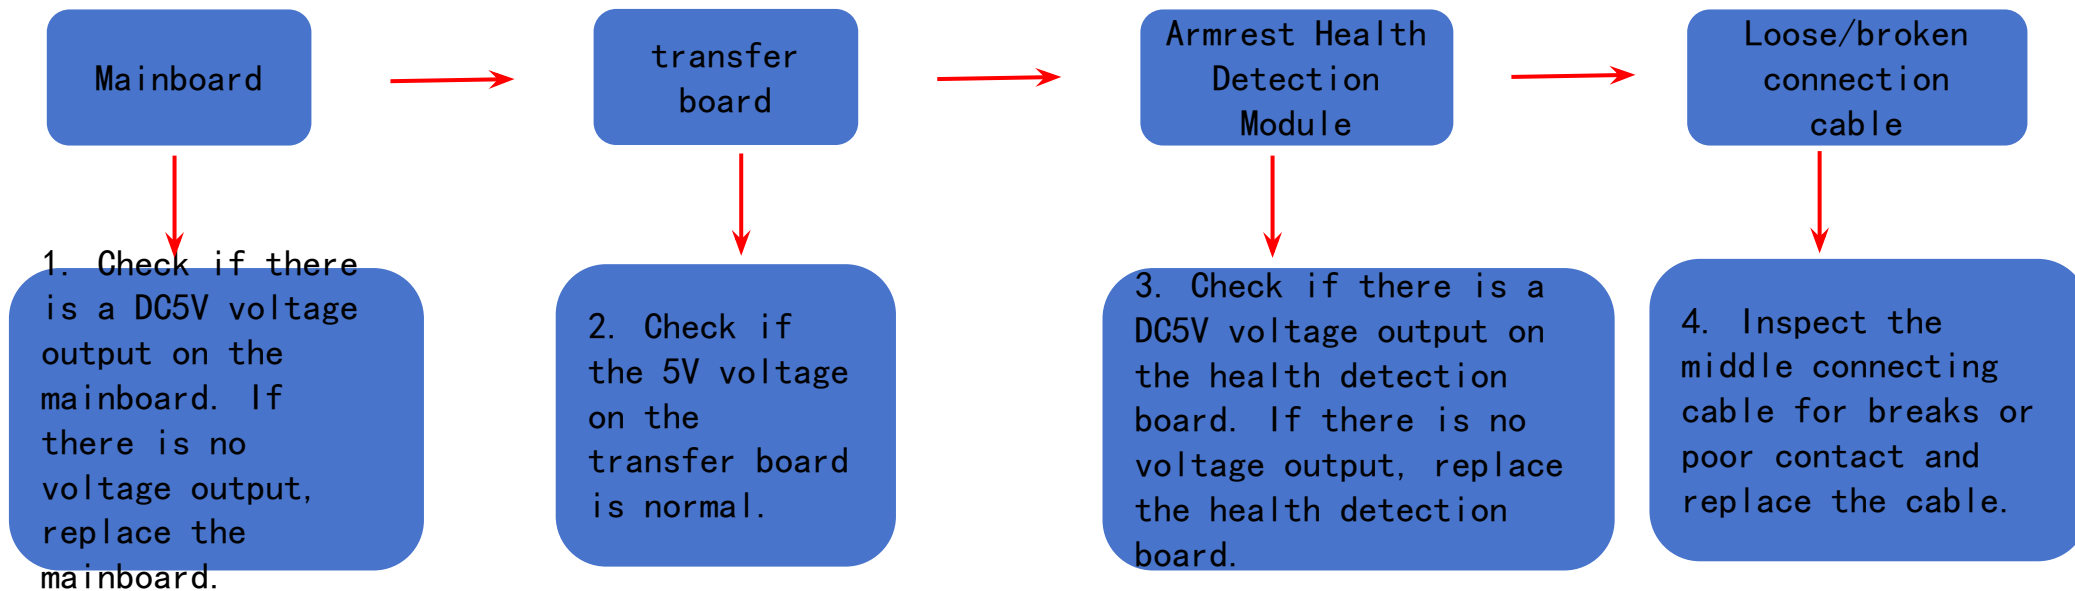 Mainboard
transfer
board
Armrest Health
Detection
Module
Loose/broken
connection
cable
1. Check if there
is a DC5V voltage
output on the
mainboard. If
there is no
voltage output,
replace the
mainboard.
2. Check if
the 5V voltage
on the
transfer board
is normal.
3. Check if there is a
DC5V voltage output on
the health detection
board. If there is no
voltage output, replace
the health detection
board.
4. Inspect the
middle connecting
cable for breaks or
poor contact and
replace the cable.